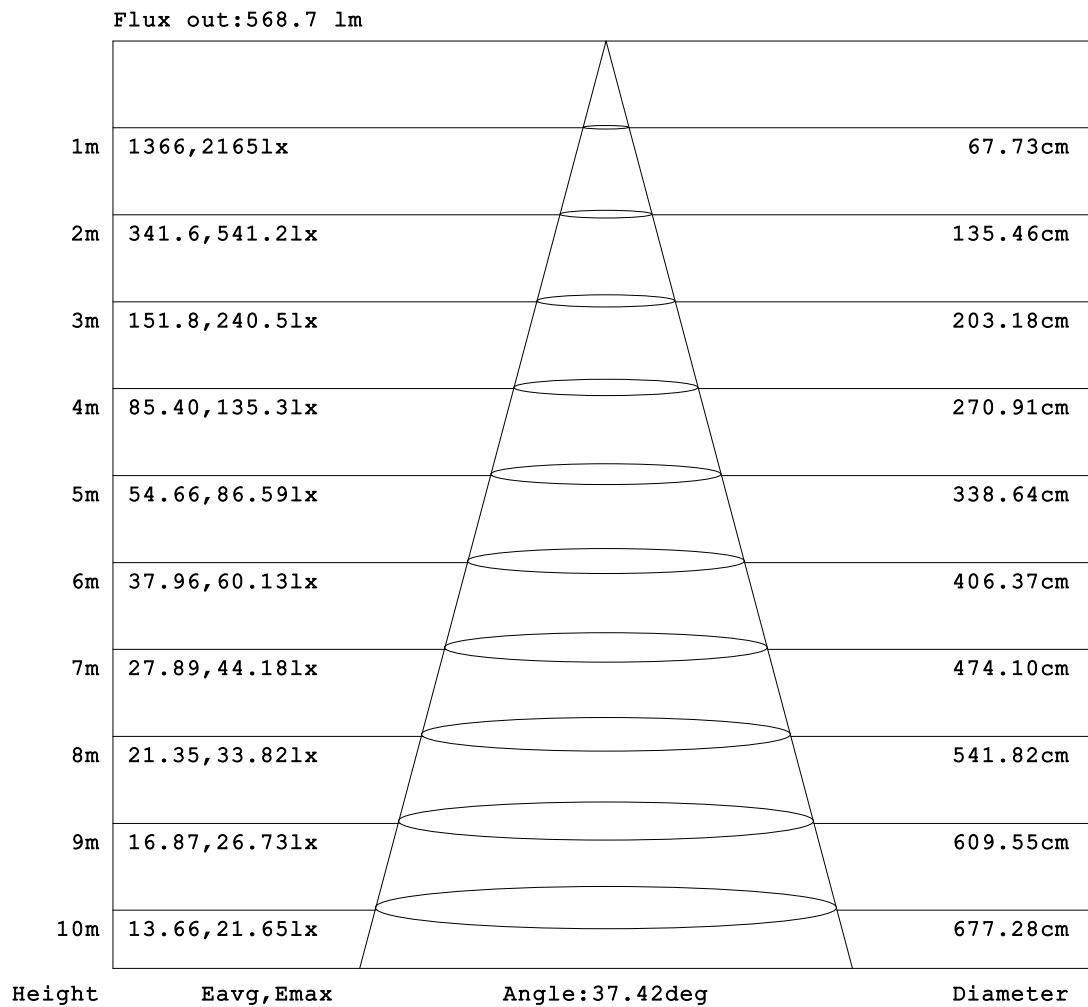 Flux out:568.7 lm
1m 1366,2165lx 67.73cm
2m 341.6,541.2lx 135.46cm
3m 151.8,240.5lx 203.18cm
4m 85.40,135.3lx 270.91cm
5m 54.66,86.59lx 338.64cm
6m 37.96,60.13lx 406.37cm
7m 27.89,44.18lx 474.10cm
8m 21.35,33.82lx 541.82cm
9m 16.87,26.73lx 609.55cm
10m 13.66,21.65lx 677.28cm
Height Eavg,Emax Angle:37.42deg Diameter